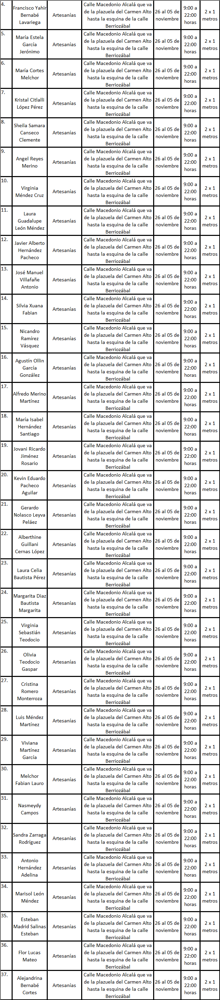 4.
Francisco Yahir
Bernabé
Lavariega
Artesanías
Calle Macedonio Alcalá que va
de la plazuela del Carmen Alto
hasta la esquina de la calle
Berriozábal
26 al 05 de
noviembre
9:00 a
22:00
horas
2 x 1
metros
5.
María Estela
García
Jerónimo
Artesanías
Calle Macedonio Alcalá que va
de la plazuela del Carmen Alto
hasta la esquina de la calle
Berriozábal
26 al 05 de
noviembre
9:00 a
22:00
horas
2 x 1
metros
6.
María Cortes
Melchor
Artesanías
Calle Macedonio Alcalá que va
de la plazuela del Carmen Alto
hasta la esquina de la calle
Berriozábal
26 al 05 de
noviembre
9:00 a
22:00
horas
2 x 1
metros
7.
Kristal Citlalli
López Pérez
Artesanías
Calle Macedonio Alcalá que va
de la plazuela del Carmen Alto
hasta la esquina de la calle
Berriozábal
26 al 05 de
noviembre
9:00 a
22:00
horas
2 x 1
metros
8.
Sheila Samara
Canseco
Clemente
Artesanías
Calle Macedonio Alcalá que va
de la plazuela del Carmen Alto
hasta la esquina de la calle
Berriozábal
26 al 05 de
noviembre
9:00 a
22:00
horas
2 x 1
metros
9.
Angel Reyes
Merino
Artesanías
Calle Macedonio Alcalá que va
de la plazuela del Carmen Alto
hasta la esquina de la calle
Berriozábal
26 al 05 de
noviembre
9:00 a
22:00
horas
2 x 1
metros
10.
Virginia
Méndez Cruz
Artesanías
Calle Macedonio Alcalá que va
de la plazuela del Carmen Alto
hasta la esquina de la calle
Berriozábal
26 al 05 de
noviembre
9:00 a
22:00
horas
2 x 1
metros
11.
Laura
Guadalupe
León Méndez
Artesanías
Calle Macedonio Alcalá que va
de la plazuela del Carmen Alto
hasta la esquina de la calle
Berriozábal
26 al 05 de
noviembre
9:00 a
22:00
horas
2 x 1
metros
12.
Javier Alberto
Hernández
Pacheco
Artesanías
Calle Macedonio Alcalá que va
de la plazuela del Carmen Alto
hasta la esquina de la calle
Berriozábal
26 al 05 de
noviembre
9:00 a
22:00
horas
2 x 1
metros
13.
José Manuel
Villafañe
Antonio
Artesanías
Calle Macedonio Alcalá que va
de la plazuela del Carmen Alto
hasta la esquina de la calle
Berriozábal
26 al 05 de
noviembre
9:00 a
22:00
horas
2 x 1
metros
14.
Silvia Xuana
Fabian
Artesanías
Calle Macedonio Alcalá que va
de la plazuela del Carmen Alto
hasta la esquina de la calle
Berriozábal
26 al 05 de
noviembre
9:00 a
22:00
horas
2 x 1
metros
15.
Nicandro
Ramírez
Vásquez
Artesanías
Calle Macedonio Alcalá que va
de la plazuela del Carmen Alto
hasta la esquina de la calle
Berriozábal
26 al 05 de
noviembre
9:00 a
22:00
horas
2 x 1
metros
16.
Agustín Ollin
García
González
Artesanías
Calle Macedonio Alcalá que va
de la plazuela del Carmen Alto
hasta la esquina de la calle
Berriozábal
26 al 05 de
noviembre
9:00 a
22:00
horas
2 x 1
metros
17.
Alfredo Merino
Martínez
Artesanías
Calle Macedonio Alcalá que va
de la plazuela del Carmen Alto
hasta la esquina de la calle
Berriozábal
26 al 05 de
noviembre
9:00 a
22:00
horas
2 x 1
metros
18.
María Isabel
Hernández
Santiago
Artesanías
Calle Macedonio Alcalá que va
de la plazuela del Carmen Alto
hasta la esquina de la calle
Berriozábal
26 al 05 de
noviembre
9:00 a
22:00
horas
2 x 1
metros
19.
Jovani Ricardo
Jiménez
Rosario
Artesanías
Calle Macedonio Alcalá que va
de la plazuela del Carmen Alto
hasta la esquina de la calle
Berriozábal
26 al 05 de
noviembre
9:00 a
22:00
horas
2 x 1
metros
20.
Kevin Eduardo
Pacheco
Aguilar
Artesanías
Calle Macedonio Alcalá que va
de la plazuela del Carmen Alto
hasta la esquina de la calle
Berriozábal
26 al 05 de
noviembre
9:00 a
22:00
horas
2 x 1
metros
21.
Gerardo
Nolasco Leyva
Peláez
Artesanías
Calle Macedonio Alcalá que va
de la plazuela del Carmen Alto
hasta la esquina de la calle
Berriozábal
26 al 05 de
noviembre
9:00 a
22:00
horas
2 x 1
metros
22.
Alberthine
Guillani
Cernas López
Artesanías
Calle Macedonio Alcalá que va
de la plazuela del Carmen Alto
hasta la esquina de la calle
Berriozábal
26 al 05 de
noviembre
9:00 a
22:00
horas
2 x 1
metros
23.
Laura Celia
Bautista Pérez
Artesanías
Calle Macedonio Alcalá que va
de la plazuela del Carmen Alto
hasta la esquina de la calle
Berriozábal
26 al 05 de
noviembre
9:00 a
22:00
horas
2 x 1
metros
24.
Margarita Diaz
Bautista
Margarita
Artesanías
Calle Macedonio Alcalá que va
de la plazuela del Carmen Alto
hasta la esquina de la calle
Berriozábal
26 al 05 de
noviembre
9:00 a
22:00
horas
2 x 1
metros
25.
Virginia
Sebastián
Teodocio
Artesanías
Calle Macedonio Alcalá que va
de la plazuela del Carmen Alto
hasta la esquina de la calle
Berriozábal
26 al 05 de
noviembre
9:00 a
22:00
horas
2 x 1
metros
26.
Olivia
Teodocio
Gaspar
Artesanías
Calle Macedonio Alcalá que va
de la plazuela del Carmen Alto
hasta la esquina de la calle
Berriozábal
26 al 05 de
noviembre
9:00 a
22:00
horas
2 x 1
metros
27.
Cristina
Romero
Monterroza
Artesanías
Calle Macedonio Alcalá que va
de la plazuela del Carmen Alto
hasta la esquina de la calle
Berriozábal
26 al 05 de
noviembre
9:00 a
22:00
horas
2 x 1
metros
28.
Luis Méndez
Martínez
Artesanías
Calle Macedonio Alcalá que va
de la plazuela del Carmen Alto
hasta la esquina de la calle
Berriozábal
26 al 05 de
noviembre
9:00 a
22:00
horas
2 x 1
metros
29.
Viviana
Martínez
García
Artesanías
Calle Macedonio Alcalá que va
de la plazuela del Carmen Alto
hasta la esquina de la calle
Berriozábal
26 al 05 de
noviembre
9:00 a
22:00
horas
2 x 1
metros
30.
Melchor
Fabian Lauro
Artesanías
Calle Macedonio Alcalá que va
de la plazuela del Carmen Alto
hasta la esquina de la calle
Berriozábal
26 al 05 de
noviembre
9:00 a
22:00
horas
2 x 1
metros
31.
Nasmeydy
Campos
Artesanías
Calle Macedonio Alcalá que va
de la plazuela del Carmen Alto
hasta la esquina de la calle
Berriozábal
26 al 05 de
noviembre
9:00 a
22:00
horas
2 x 1
metros
32.
Sandra Zarraga
Rodríguez
Artesanías
Calle Macedonio Alcalá que va
de la plazuela del Carmen Alto
hasta la esquina de la calle
Berriozábal
26 al 05 de
noviembre
9:00 a
22:00
horas
2 x 1
metros
33.
Antonio
Hernández
Adelina
Artesanías
Calle Macedonio Alcalá que va
de la plazuela del Carmen Alto
hasta la esquina de la calle
Berriozábal
26 al 05 de
noviembre
9:00 a
22:00
horas
2 x 1
metros
34.
Marisol León
Méndez
Artesanías
Calle Macedonio Alcalá que va
de la plazuela del Carmen Alto
hasta la esquina de la calle
Berriozábal
26 al 05 de
noviembre
9:00 a
22:00
horas
2 x 1
metros
35.
Esteban
Madrid Salinas
Esteban
Artesanías
Calle Macedonio Alcalá que va
de la plazuela del Carmen Alto
hasta la esquina de la calle
Berriozábal
26 al 05 de
noviembre
9:00 a
22:00
horas
2 x 1
metros
36.
Flor Lucas
Mateo
Artesanías
Calle Macedonio Alcalá que va
de la plazuela del Carmen Alto
hasta la esquina de la calle
Berriozábal
26 al 05 de
noviembre
9:00 a
22:00
horas
2 x 1
metros
37.
Alejandrina
Bernabé
Cortes
Artesanías
Calle Macedonio Alcalá que va
de la plazuela del Carmen Alto
hasta la esquina de la calle
Berriozábal
26 al 05 de
noviembre
9:00 a
22:00
horas
2 x 1
metros